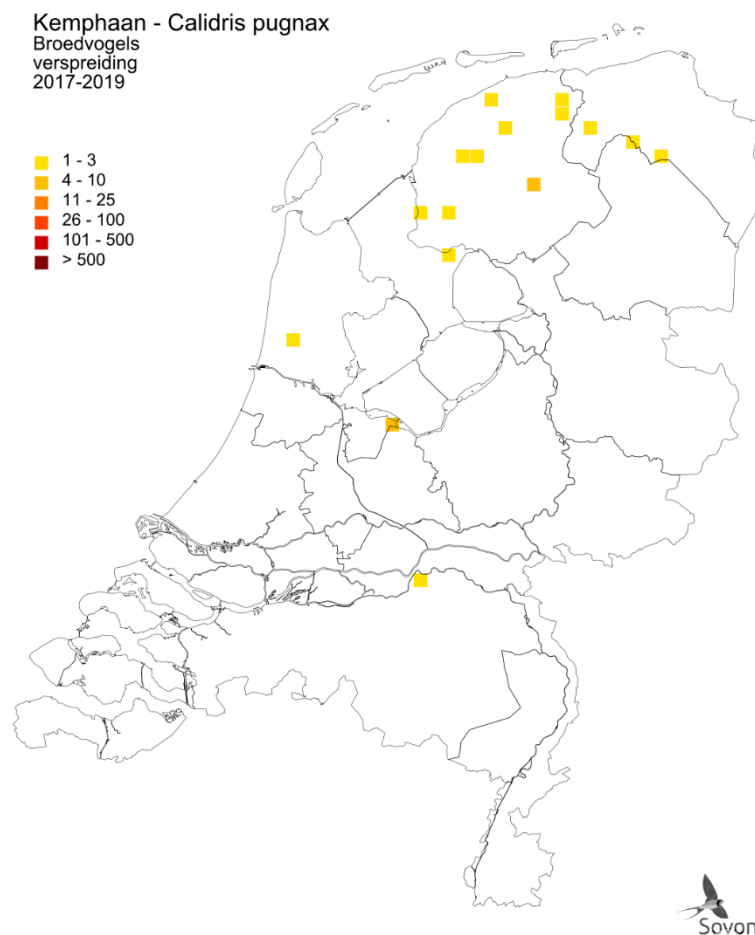 Kemphaan - Calidris pugnax
Broedvogels
verspreiding
2017-2019
1 - 3
4 - 10
11 - 25
26 - 100
101 - 500
> 500
Sovon